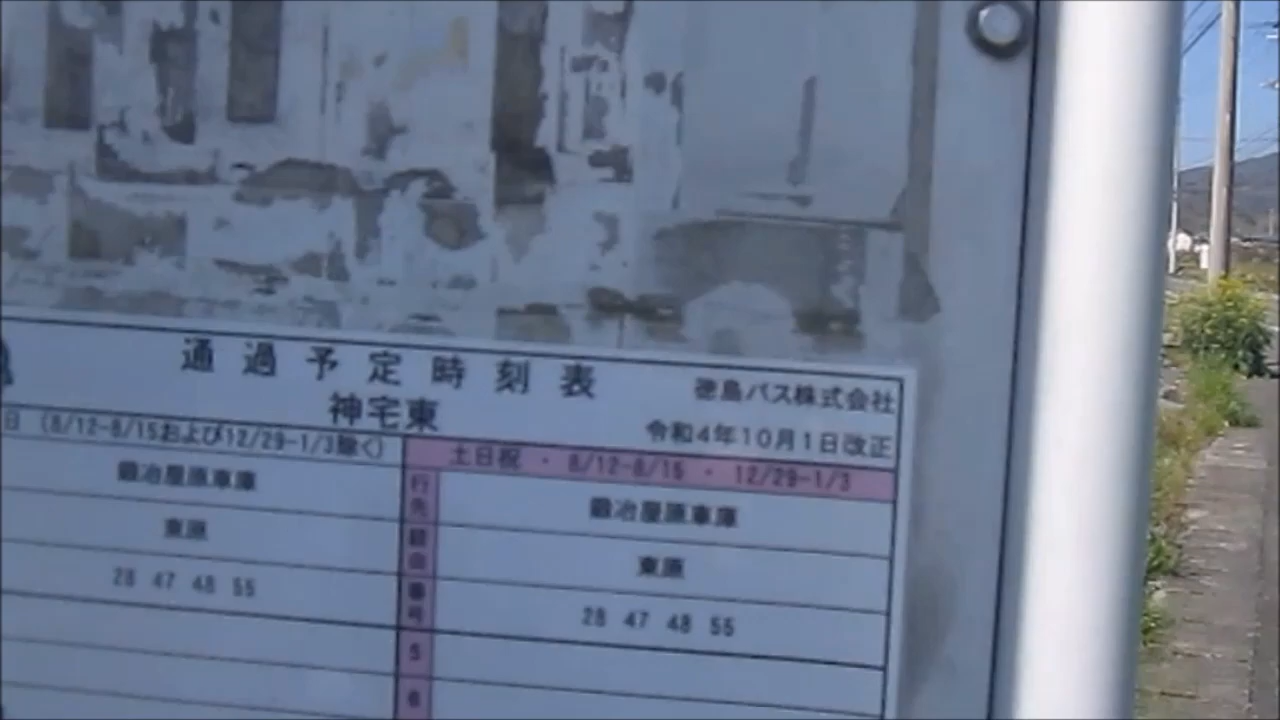 通過予定時刻表
徳島バス株式会社
神宅東
令和4年10月1日改正
日 (8/12-8/15および12/29-1/3除く)
土日祝 ・ 8/12-8/15 ・ 12/29-1/3
鍛冶屋原車庫
行先
鍛冶屋原車庫
東原
経由
東原
28 47 48 55
番号
28 47 48 55
5
6